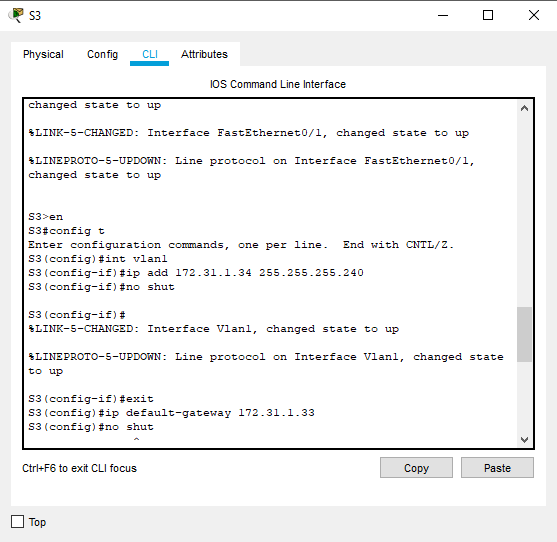 S3
Physical Config CLI Attributes
IOS Command Line Interface
changed state to up
%LINK-5-CHANGED: Interface FastEthernet0/1, changed state to up
%LINEPROTO-5-UPDOWN: Line protocol on Interface FastEthernet0/1,
changed state to up
S3>en
S3#config t
Enter configuration commands, one per line.  End with CNTL/Z.
S3(config)#int vlan1
S3(config-if)#ip add 172.31.1.34 255.255.255.240
S3(config-if)#no shut
S3(config-if)#
%LINK-5-CHANGED: Interface Vlan1, changed state to up
%LINEPROTO-5-UPDOWN: Line protocol on Interface Vlan1, changed state
to up
S3(config-if)#exit
S3(config)#ip default-gateway 172.31.1.33
S3(config)#no shut
^
Ctrl+F6 to exit CLI focus
Copy Paste
Top